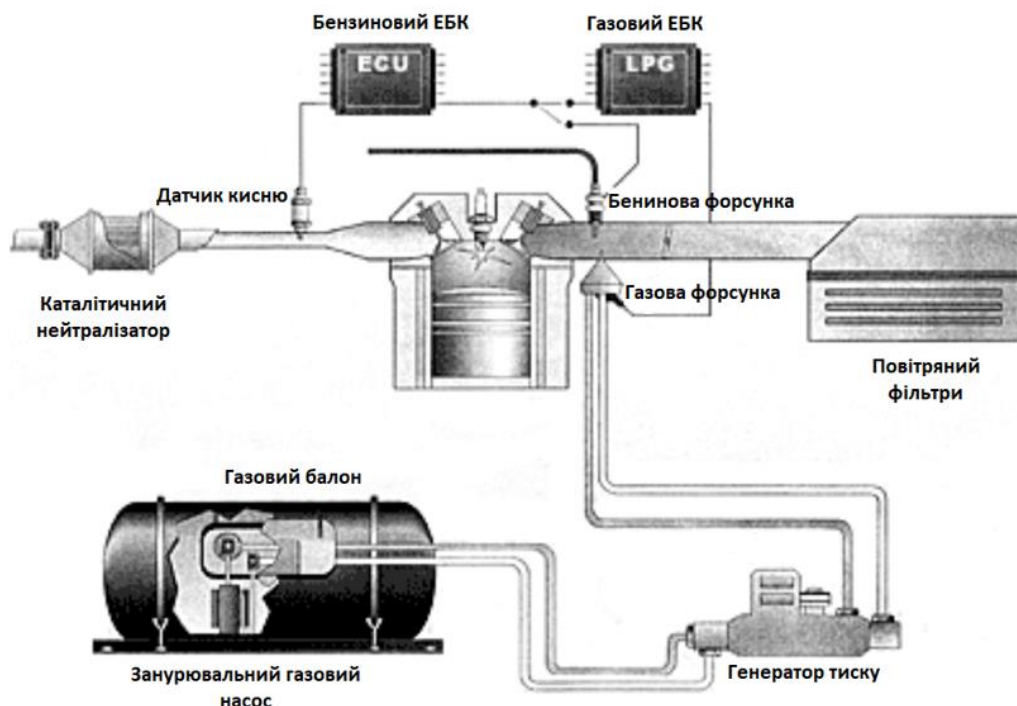 Бензиновий ЕБК
Газовий ЕБК
ECU
LPG
Датчик кисню
Бенинова форсунка
Каталітичний
нейтралізатор
Газова форсунка
Повітряний
фільтри
Газовий балон
Занурювальний газовий
насос
Генератор тиску